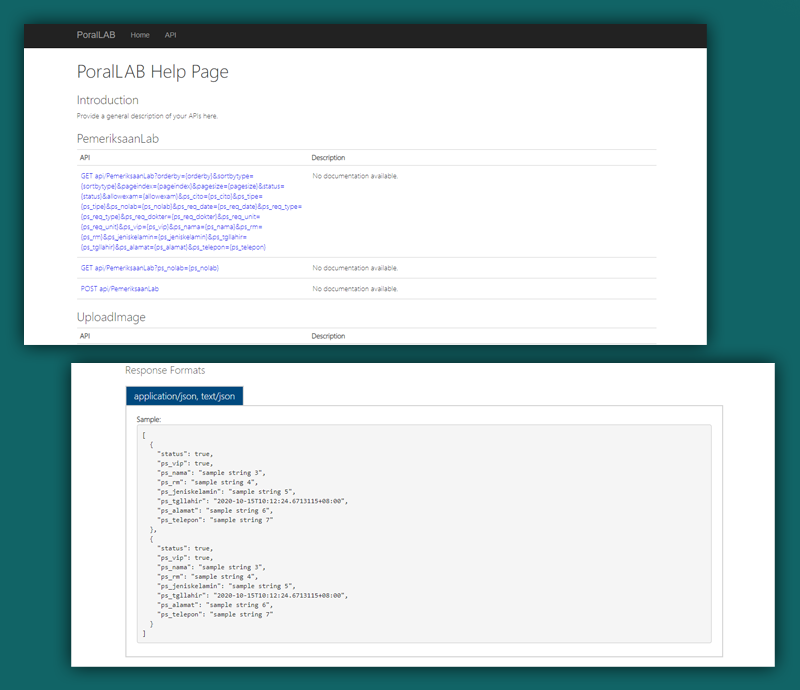 PoralLAB Home API
PoralLAB Help Page
Introduction
Provide a general description of your APIs here.
PemeriksaanLab
API Description
GET api/PemeriksaanLab?orderby={orderby}&sortbytype= No documentation available.
{sortbytype}&pageindex={pageindex}&pagesize={pagesize}&status=
{status}&allowexam={allowexam}&ps_cito={ps_cito}&ps_tipe=
{ps_tipe}&ps_nolab={ps_nolab}&ps_req_date={ps_req_date}&ps_req_type=
{ps_req_type}&ps_req_dokter={ps_req_dokter}&ps_req_unit=
{ps_req_unit}&ps_vip={ps_vip}&ps_nama={ps_nama}&ps_rm=
{ps_rm}&ps_jeniskelamin={ps_jeniskelamin}&ps_tgllahir=
{ps_tgllahir}&ps_alamat={ps_alamat}&ps_telepon={ps_telepon}
GET api/PemeriksaanLab?ps_nolab={ps_nolab} No documentation available.
POST api/PemeriksaanLab No documentation available.
UploadImage
API Description
Response Formats
application/json, text/json
Sample:
[
{
"status": true,
"ps_vip": true,
"ps_nama": "sample string 3",
"ps_rm": "sample string 4",
"ps_jeniskelamin": "sample string 5",
"ps_tgllahir": "2020-10-15T10:12:24.6713115+08:00",
"ps_alamat": "sample string 6",
"ps_telepon": "sample string 7"
},
{
"status": true,
"ps_vip": true,
"ps_nama": "sample string 3",
"ps_rm": "sample string 4",
"ps_jeniskelamin": "sample string 5",
"ps_tgllahir": "2020-10-15T10:12:24.6713115+08:00",
"ps_alamat": "sample string 6",
"ps_telepon": "sample string 7"
}
]